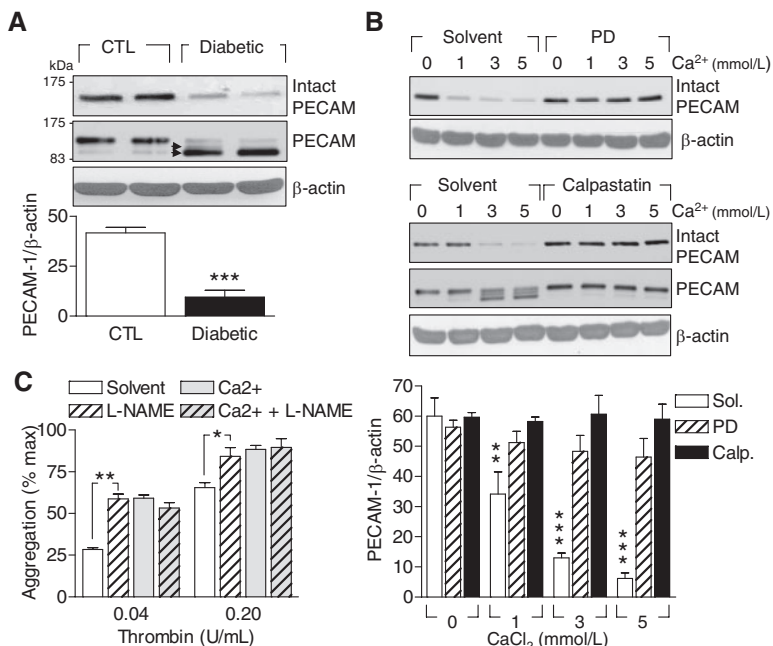 A
CTL Diabetic
kDa
175
Intact
PECAM
175
PECAM
83
β-actin
PECAM-1/β-actin
50
25
0
***
CTL Diabetic
B
Solvent PD
0 1 3 5 0 1 3 5 Ca²⁺ (mmol/L)
Intact
PECAM
β-actin
Solvent Calpastatin
0 1 3 5 0 1 3 5 Ca²⁺ (mmol/L)
Intact
PECAM
PECAM
β-actin
C
Solvent Ca2+
L-NAME Ca2+ + L-NAME
Aggregation (% max)
100
75
50
25
0
**
*
0.04 0.20
Thrombin (U/mL)
PECAM-1/β-actin
70
60
50
40
30
20
10
0
**
***
***
Sol.
PD
Calp.
0 1 3 5
CaCl₂ (mmol/L)